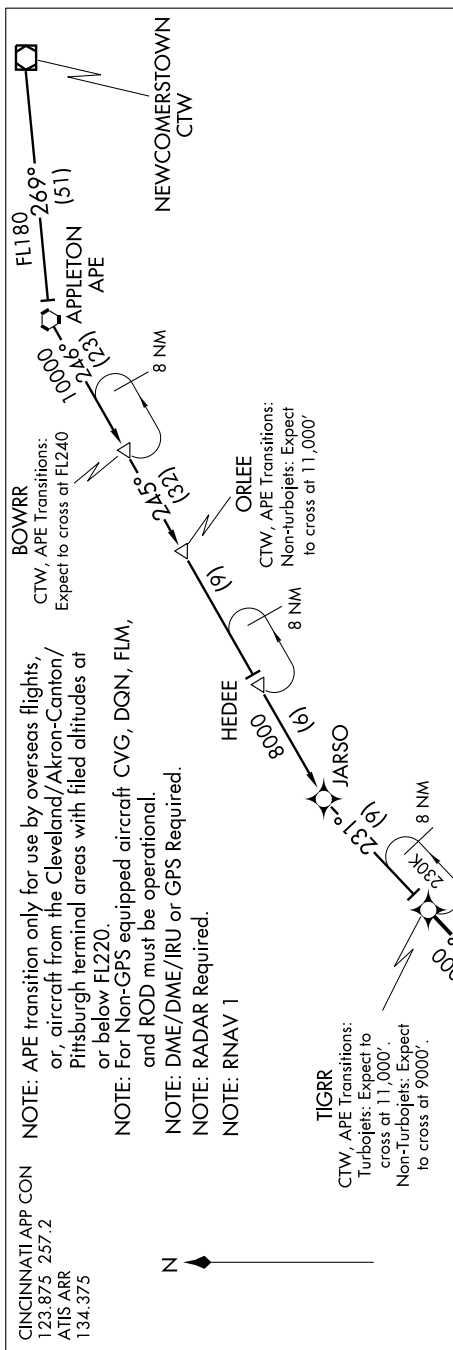 CINCINNATI APP CON
123.875 257.2
ATIS ARR
134.375
NOTE: APE transition only for use by overseas flights,
or, aircraft from the Cleveland/Akron-Canton/
Pittsburgh terminal areas with filed altitudes at
or below FL220.
NOTE: For Non-GPS equipped aircraft CVG, DQN, FLM,
and ROD must be operational.
NOTE: DME/DME/IRU or GPS Required.
NOTE: RADAR Required.
NOTE: RNAV 1
N
NEWCOMERSTOWN
CTW
FL180
269°
(51)
APPLETON
APE
10000
246°
(23)
8 NM
BOWRR
CTW, APE Transitions:
Expect to cross at FL240
245°
(32)
ORLEE
CTW, APE Transitions:
Non-turbojets: Expect
to cross at 11,000'
(9)
8 NM
HEDEE
8000
(6)
JARSO
231°
(9)
8 NM
230K
TIGRR
CTW, APE Transitions:
Turbojets: Expect to
cross at 11,000'.
Non-Turbojets: Expect
to cross at 9000'.